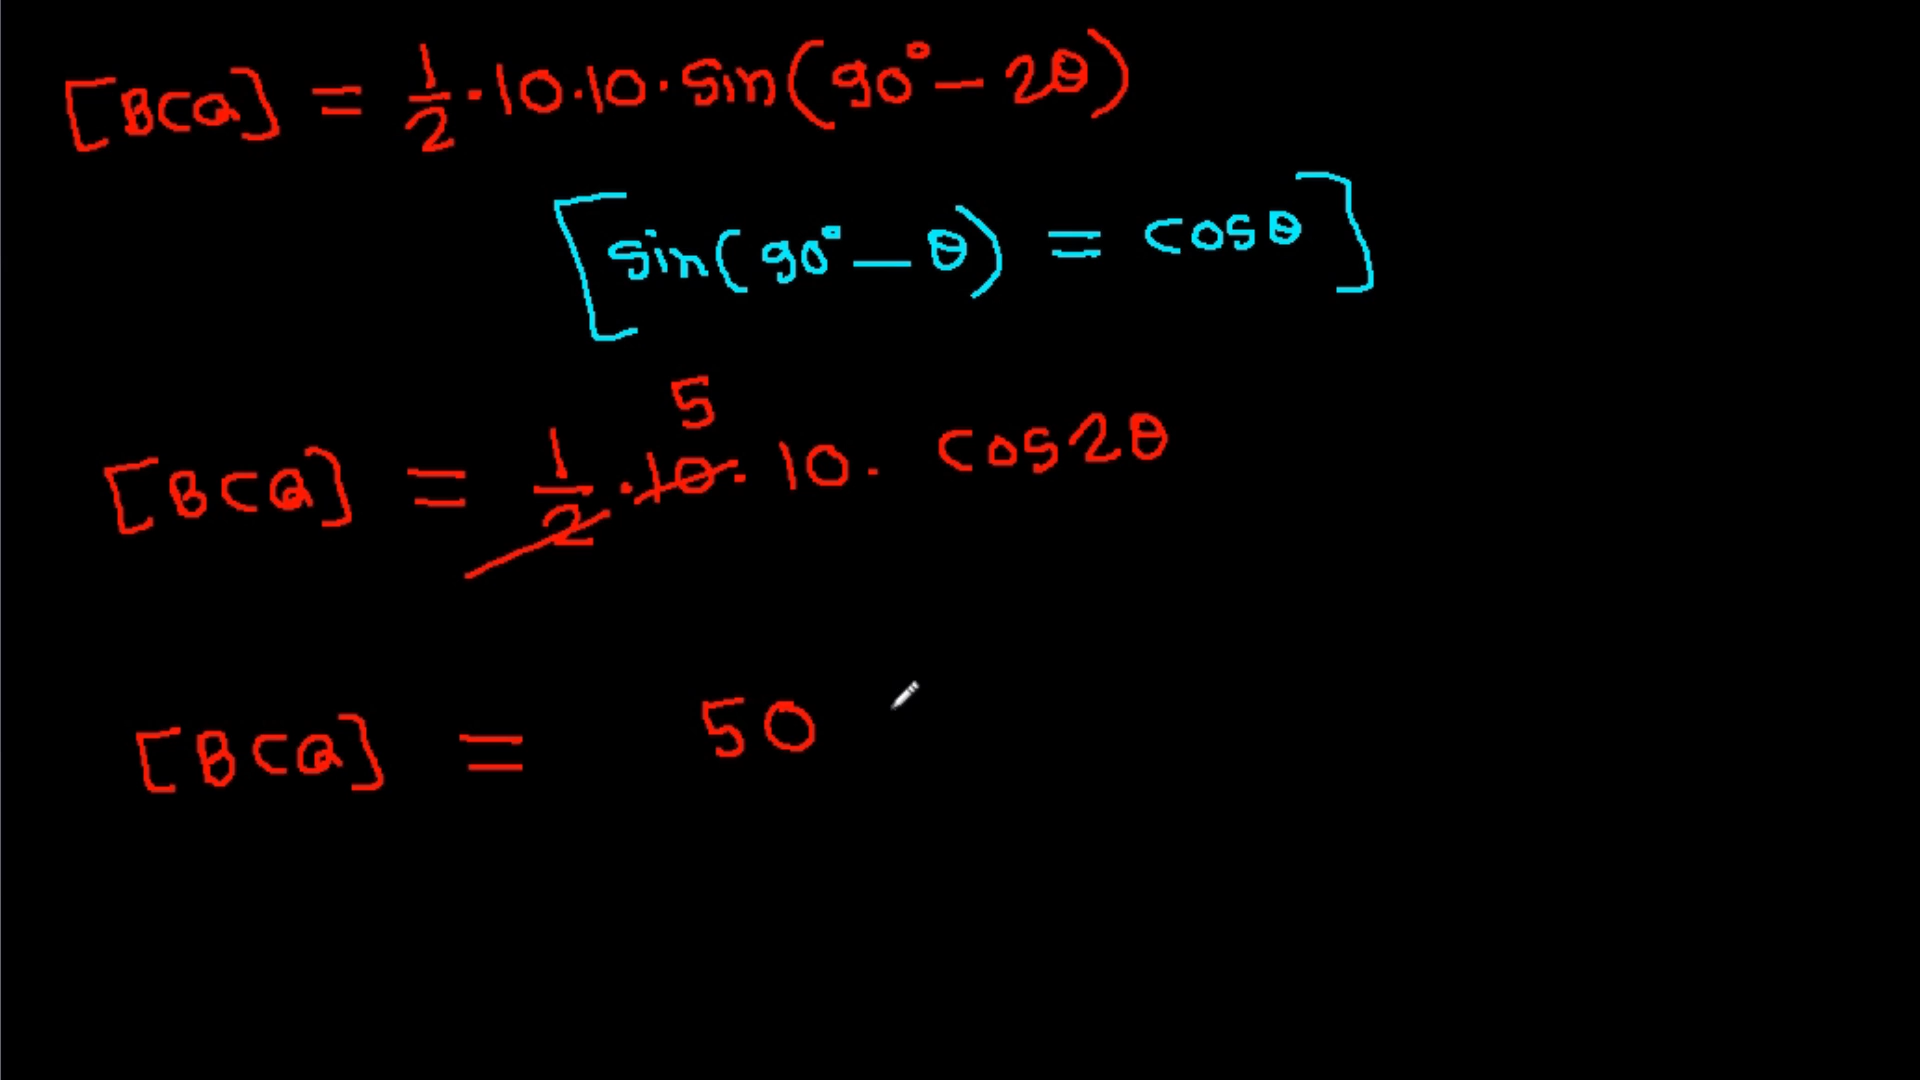 [BCQ] = 1/2 · 10 · 10 · sin(90° − 2θ)
[sin(90° − θ) = cosθ]
5
[BCQ] = 1/2 · 10 · 10 · cos2θ
[BCQ] = 50